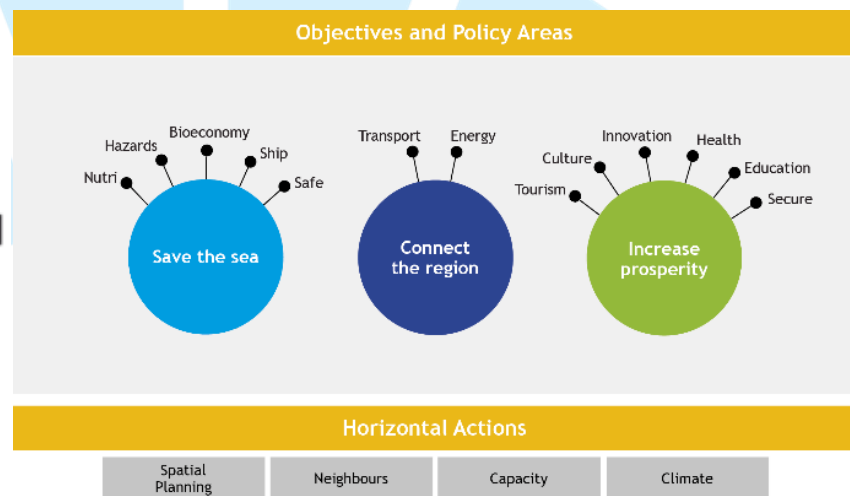 Objectives and Policy Areas
Nutri
Hazards
Bioeconomy
Ship
Safe
Save the sea
Transport
Energy
Connect
the region
Tourism
Culture
Innovation
Health
Education
Secure
Increase
prosperity
Horizontal Actions
Spatial
Planning
Neighbours
Capacity
Climate